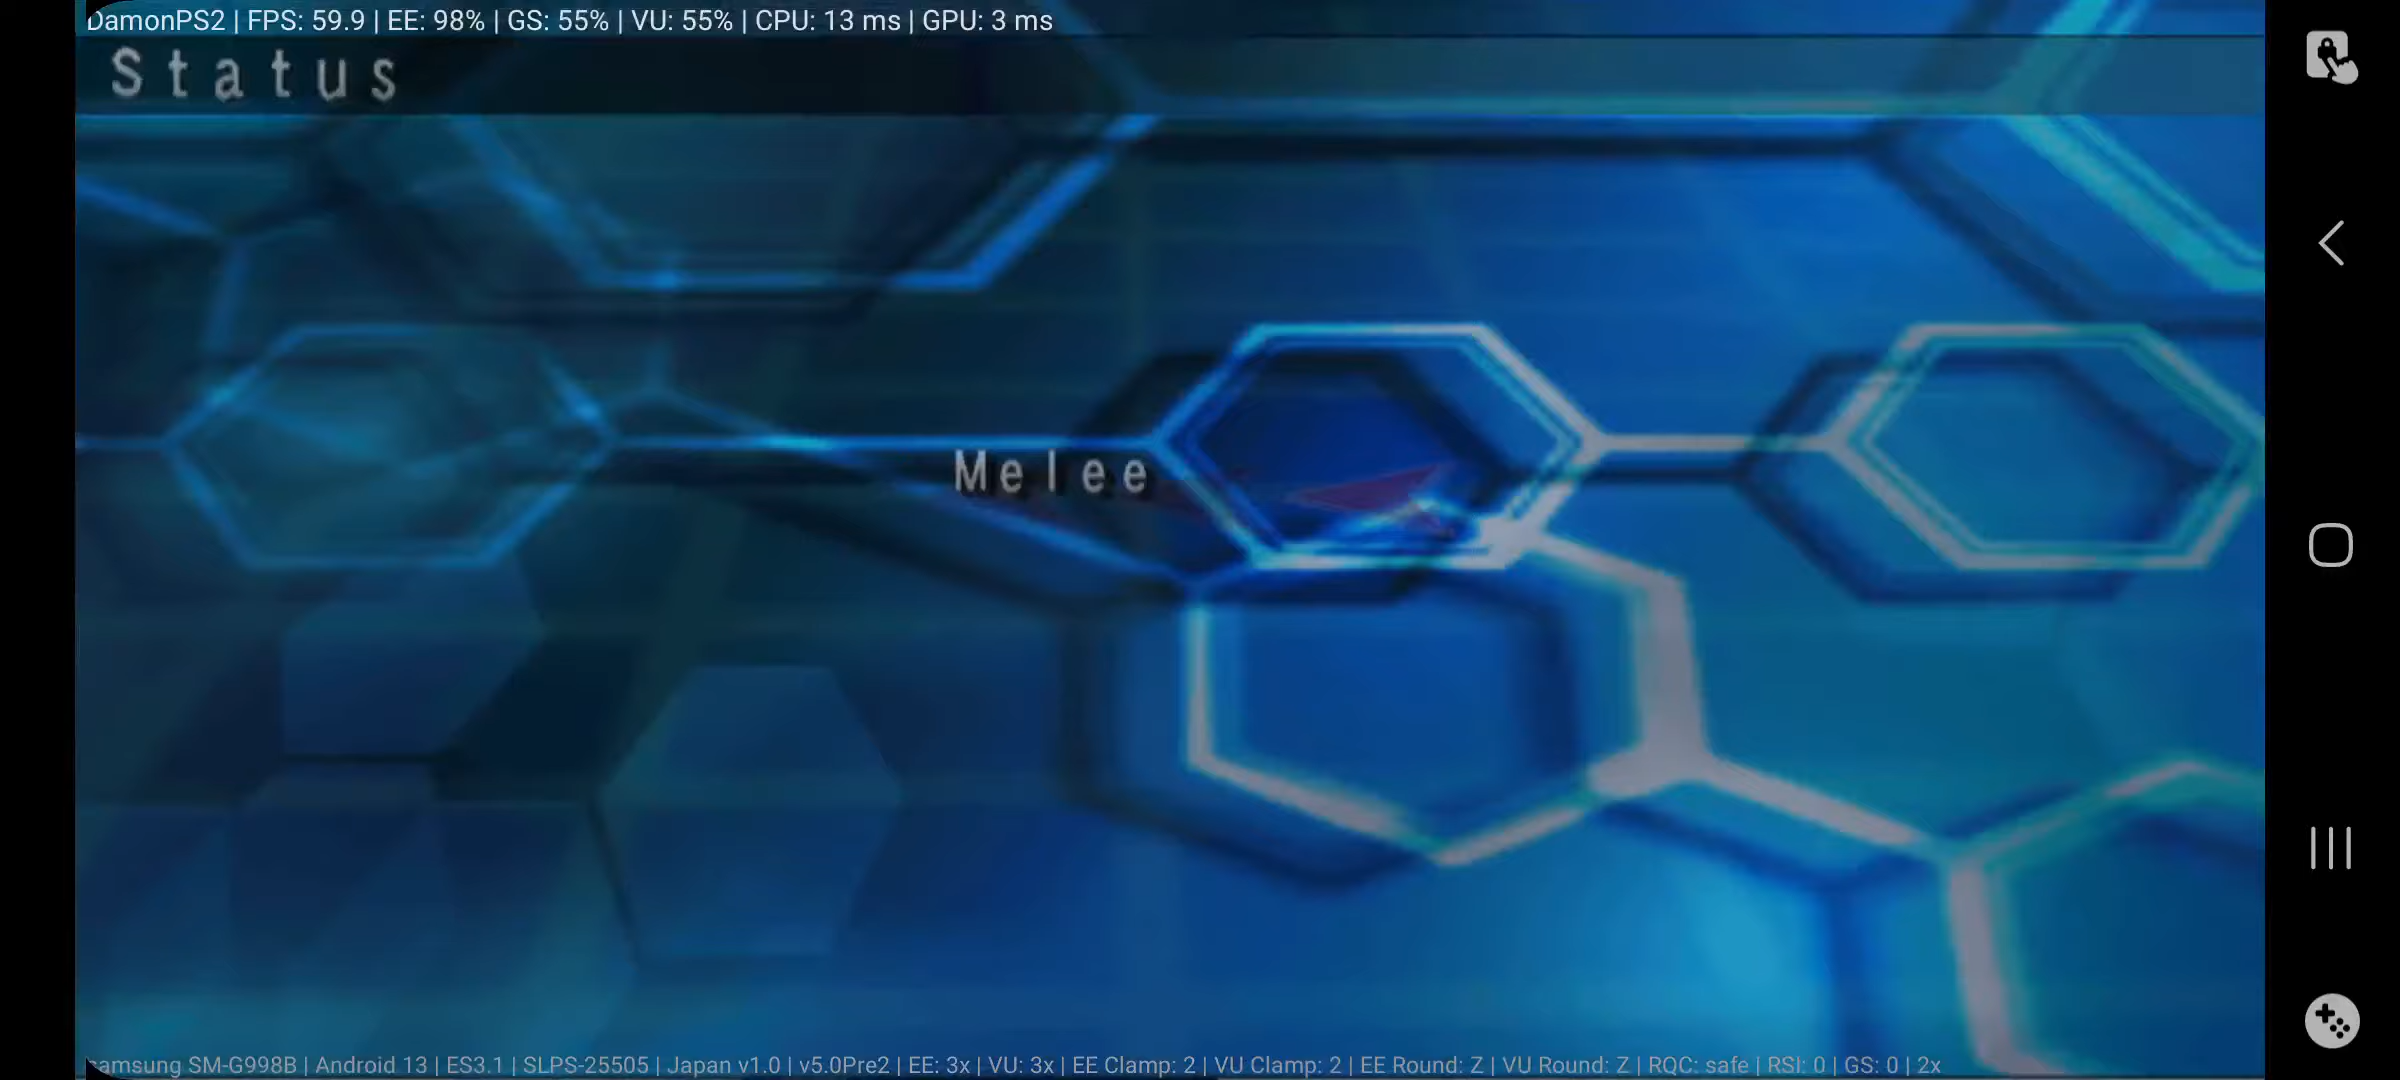 DamonPS2 | FPS: 59.9 | EE: 98% | GS: 55% | VU: 55% | CPU: 13 ms | GPU: 3 ms
Status
Melee
samsung SM-G998B | Android 13 | ES3.1 | SLPS-25505 | Japan v1.0 | v5.0Pre2 | EE: 3x | VU: 3x | EE Clamp: 2 | VU Clamp: 2 | EE Round: Z | VU Round: Z | RQC: safe | RSI: 0 | GS: 0 | 2x